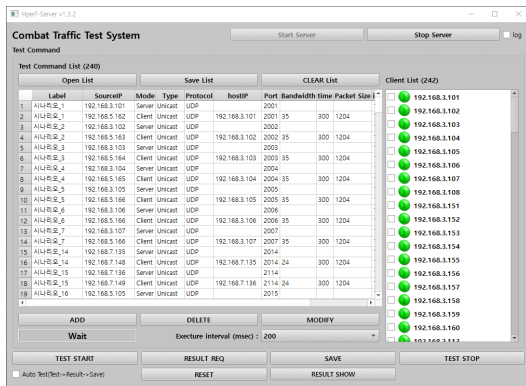 Hperf-Server v1.3.2
Combat Traffic Test System
Start Server
Stop Server
log
Test Command
Test Command List (240)
Open List
Save List
CLEAR List
Client List (242)
Label SourceIP Mode Type Protocol hostIP Port Bandwidth time Packet Size
1 시나리오_1 192.168.3.101 Server Unicast UDP 2001
2 시나리오_1 192.168.5.162 Client Unicast UDP 192.168.3.101 2001 35 300 1204
3 시나리오_2 192.168.3.102 Server Unicast UDP 2002
4 시나리오_2 192.168.5.163 Client Unicast UDP 192.168.3.102 2002 35 300 1204
5 시나리오_3 192.168.3.103 Server Unicast UDP 2003
6 시나리오_3 192.168.5.164 Client Unicast UDP 192.168.3.103 2003 35 300 1204
7 시나리오_4 192.168.3.104 Server Unicast UDP 2004
8 시나리오_4 192.168.5.165 Client Unicast UDP 192.168.3.104 2004 35 300 1204
9 시나리오_5 192.168.3.105 Server Unicast UDP 2005
10 시나리오_5 192.168.5.166 Client Unicast UDP 192.168.3.105 2005 35 300 1204
11 시나리오_6 192.168.3.106 Server Unicast UDP 2006
12 시나리오_6 192.168.5.166 Client Unicast UDP 192.168.3.106 2006 35 300 1204
13 시나리오_7 192.168.3.107 Server Unicast UDP 2007
14 시나리오_7 192.168.5.166 Client Unicast UDP 192.168.3.107 2007 35 300 1204
15 시나리오_14 192.168.7.135 Server Unicast UDP 2014
16 시나리오_14 192.168.7.148 Client Unicast UDP 192.168.7.135 2014 24 300 1204
17 시나리오_15 192.168.7.136 Server Unicast UDP 2114
18 시나리오_15 192.168.7.149 Client Unicast UDP 192.168.7.136 2114 24 300 1204
19 시나리오_16 192.168.5.105 Server Unicast UDP 2015
192.168.3.101
192.168.3.102
192.168.3.103
192.168.3.104
192.168.3.105
192.168.3.106
192.168.3.107
192.168.3.108
192.168.3.151
192.168.3.152
192.168.3.153
192.168.3.154
192.168.3.155
192.168.3.156
192.168.3.157
192.168.3.158
192.168.3.159
192.168.3.160
ADD
DELETE
MODIFY
Wait
Execture interval (msec) : 200
TEST START
RESULT REQ
SAVE
TEST STOP
Auto Test(Test->Result->Save)
RESET
RESULT SHOW